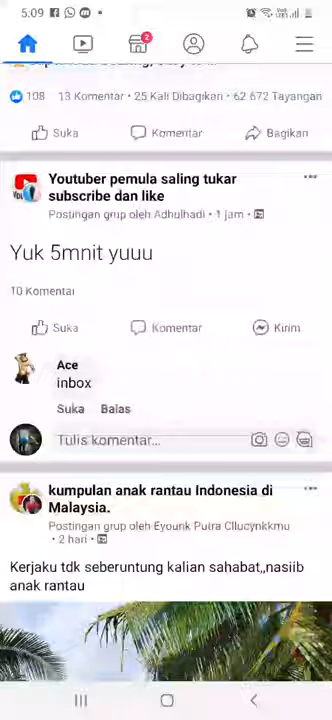 5:09
2
108 13 Komentar • 25 Kali Dibagikan • 62.672 Tayangan
Suka Komentar Bagikan
Youtuber pemula saling tukar
subscribe dan like
Postingan grup oleh Adhulhadi • 1 jam •
Yuk 5mnit yuuu
10 Komentar
Suka Komentar Kirim
Ace
inbox
Suka Balas
Tulis komentar...
kumpulan anak rantau Indonesia di
Malaysia.
Postingan grup oleh Eyounk Putra Cllucynkkmu
• 2 hari •
Kerjaku tdk seberuntung kalian sahabat,,nasiib
anak rantau